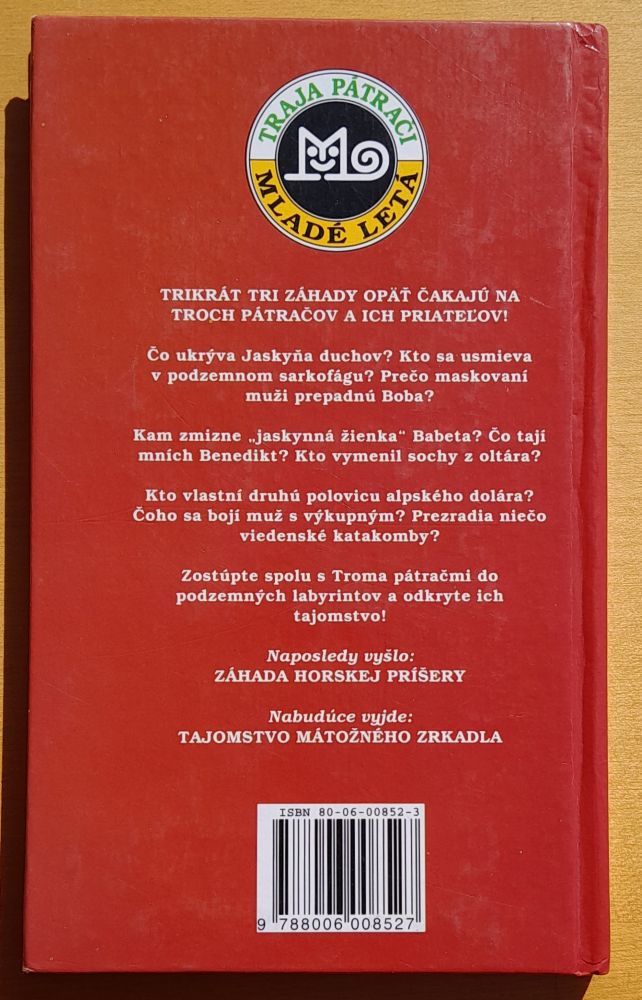 TRAJA PÁTRAČI
MLADÉ LETÁ
TRIKRÁT TRI ZÁHADY OPÄŤ ČAKAJÚ NA
TROCH PÁTRAČOV A ICH PRIATEĽOV!
Čo ukrýva Jaskyňa duchov? Kto sa usmieva
v podzemnom sarkofágu? Prečo maskovaní
muži prepadnú Boba?
Kam zmizne „jaskynná žienka“ Babeta? Čo tají
mních Benedikt? Kto vymenil sochy z oltára?
Kto vlastní druhú polovicu alpského dolára?
Čoho sa bojí muž s výkupným? Prezradia niečo
viedenské katakomby?
Zostúpte spolu s Troma pátračmi do
podzemných labyrintov a odkryte ich
tajomstvo!
Naposledy vyšlo:
ZÁHADA HORSKEJ PRÍŠERY
Nabudúce vyjde:
TAJOMSTVO MÁTOŽNÉHO ZRKADLA
ISBN 80-06-00852-3
9 788006 008527